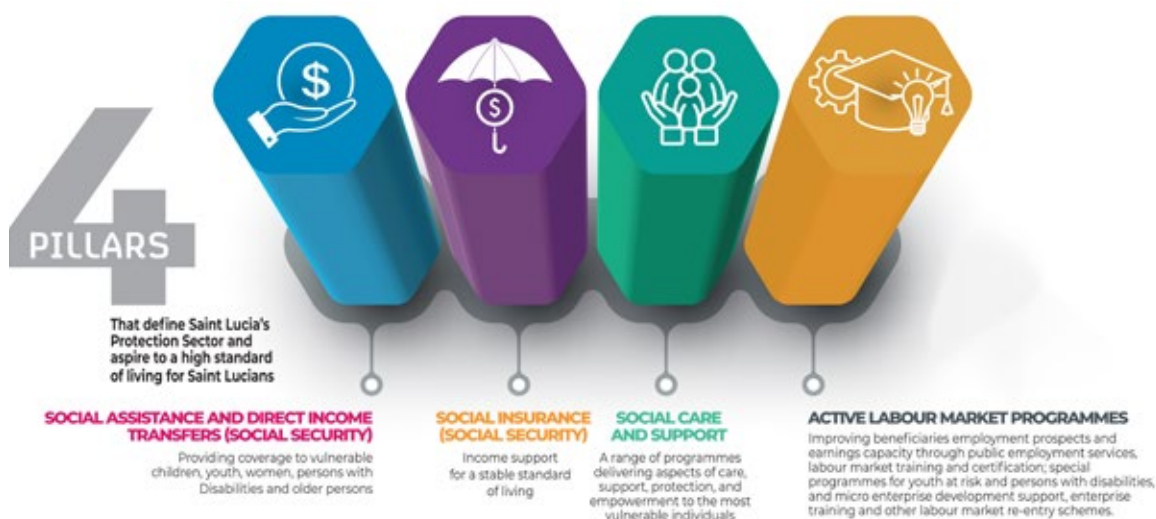 4
PILLARS
That define Saint Lucia's
Protection Sector and
aspire to a high standard
of living for Saint Lucians
$
$
SOCIAL ASSISTANCE AND DIRECT INCOME
TRANSFERS (SOCIAL SECURITY)
Providing coverage to vulnerable
children, youth, women, persons with
Disabilities and older persons
SOCIAL INSURANCE
(SOCIAL SECURITY)
Income support
for a stable standard
of living
SOCIAL CARE
AND SUPPORT
A range of programmes
delivering aspects of care,
support, protection, and
empowerment to the most
vulnerable individuals
ACTIVE LABOUR MARKET PROGRAMMES
Improving beneficiaries employment prospects and
earnings capacity through public employment services,
labour market training and certification; special
programmes for youth at risk and persons with disabilities,
and micro enterprise development support, enterprise
training and other labour market re-entry schemes.